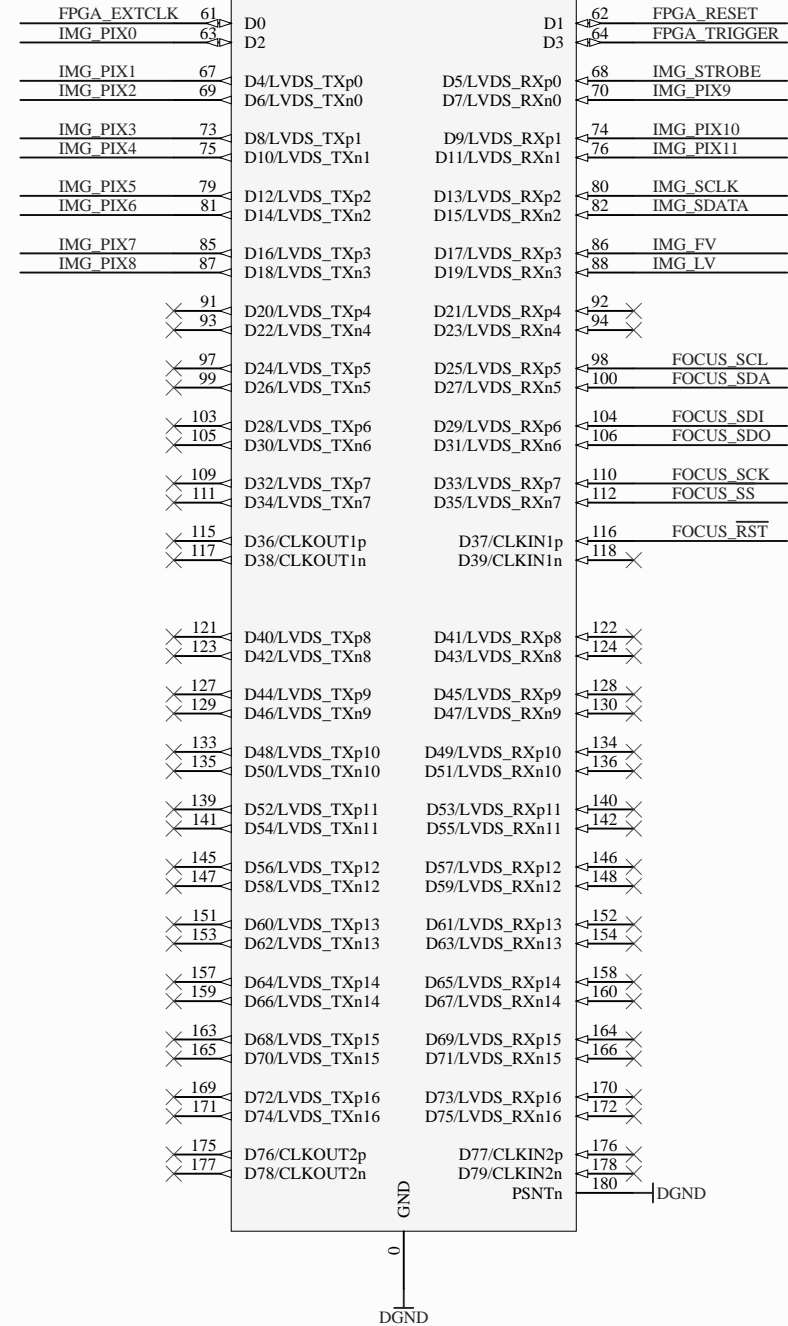 FPGA_EXTCLK 61 D0 D1 62 FPGA_RESET
IMG_PIX0 63 D2 D3 64 FPGA_TRIGGER
IMG_PIX1 67 D4/LVDS_TXp0 D5/LVDS_RXp0 68 IMG_STROBE
IMG_PIX2 69 D6/LVDS_TXn0 D7/LVDS_RXn0 70 IMG_PIX9
IMG_PIX3 73 D8/LVDS_TXp1 D9/LVDS_RXp1 74 IMG_PIX10
IMG_PIX4 75 D10/LVDS_TXn1 D11/LVDS_RXn1 76 IMG_PIX11
IMG_PIX5 79 D12/LVDS_TXp2 D13/LVDS_RXp2 80 IMG_SCLK
IMG_PIX6 81 D14/LVDS_TXn2 D15/LVDS_RXn2 82 IMG_SDATA
IMG_PIX7 85 D16/LVDS_TXp3 D17/LVDS_RXp3 86 IMG_FV
IMG_PIX8 87 D18/LVDS_TXn3 D19/LVDS_RXn3 88 IMG_LV
91 D20/LVDS_TXp4 D21/LVDS_RXp4 92
93 D22/LVDS_TXn4 D23/LVDS_RXn4 94
97 D24/LVDS_TXp5 D25/LVDS_RXp5 98 FOCUS_SCL
99 D26/LVDS_TXn5 D27/LVDS_RXn5 100 FOCUS_SDA
103 D28/LVDS_TXp6 D29/LVDS_RXp6 104 FOCUS_SDI
105 D30/LVDS_TXn6 D31/LVDS_RXn6 106 FOCUS_SDO
109 D32/LVDS_TXp7 D33/LVDS_RXp7 110 FOCUS_SCK
111 D34/LVDS_TXn7 D35/LVDS_RXn7 112 FOCUS_SS
115 D36/CLKOUT1p D37/CLKIN1p 116 FOCUS_RST
117 D38/CLKOUT1n D39/CLKIN1n 118
121 D40/LVDS_TXp8 D41/LVDS_RXp8 122
123 D42/LVDS_TXn8 D43/LVDS_RXn8 124
127 D44/LVDS_TXp9 D45/LVDS_RXp9 128
129 D46/LVDS_TXn9 D47/LVDS_RXn9 130
133 D48/LVDS_TXp10 D49/LVDS_RXp10 134
135 D50/LVDS_TXn10 D51/LVDS_RXn10 136
139 D52/LVDS_TXp11 D53/LVDS_RXp11 140
141 D54/LVDS_TXn11 D55/LVDS_RXn11 142
145 D56/LVDS_TXp12 D57/LVDS_RXp12 146
147 D58/LVDS_TXn12 D59/LVDS_RXn12 148
151 D60/LVDS_TXp13 D61/LVDS_RXp13 152
153 D62/LVDS_TXn13 D63/LVDS_RXn13 154
157 D64/LVDS_TXp14 D65/LVDS_RXp14 158
159 D66/LVDS_TXn14 D67/LVDS_RXn14 160
163 D68/LVDS_TXp15 D69/LVDS_RXp15 164
165 D70/LVDS_TXn15 D71/LVDS_RXn15 166
169 D72/LVDS_TXp16 D73/LVDS_RXp16 170
171 D74/LVDS_TXn16 D75/LVDS_RXn16 172
175 D76/CLKOUT2p D77/CLKIN2p 176
177 D78/CLKOUT2n D79/CLKIN2n 178
PSNTn 180 DGND
GND
0
DGND